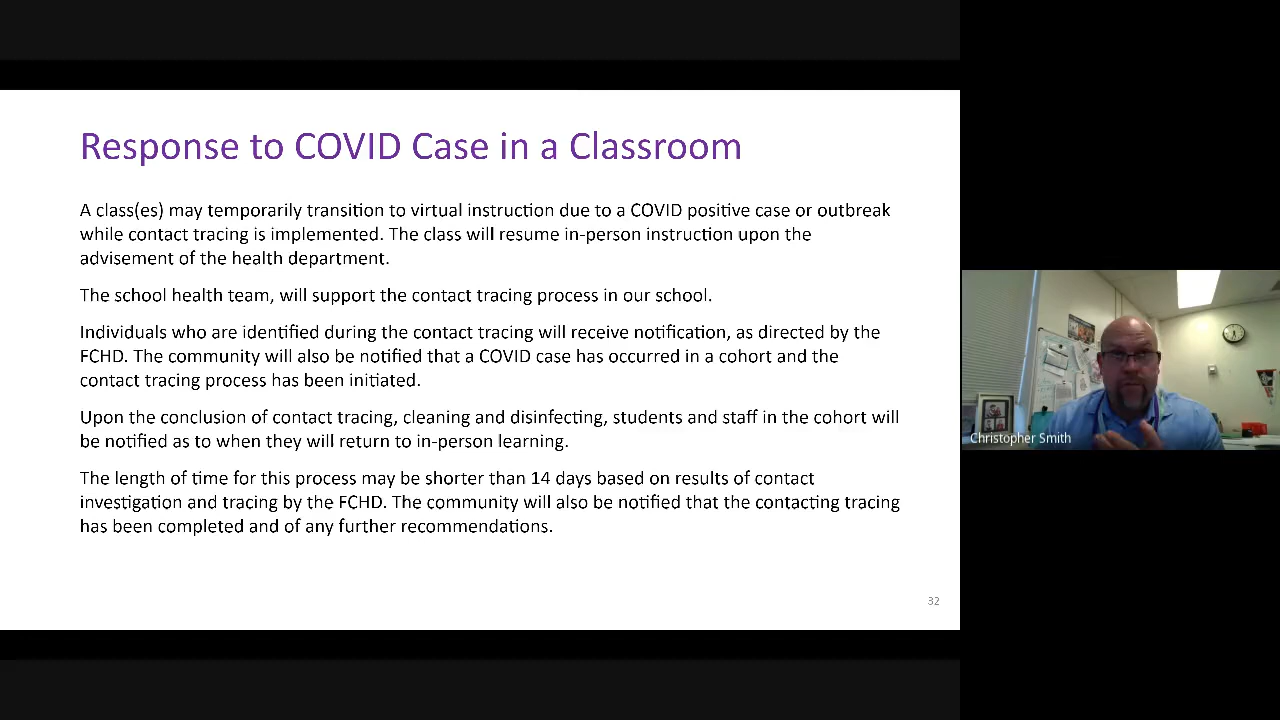 Response to COVID Case in a Classroom
A class(es) may temporarily transition to virtual instruction due to a COVID positive case or outbreak
while contact tracing is implemented. The class will resume in-person instruction upon the
advisement of the health department.
The school health team, will support the contact tracing process in our school.
Individuals who are identified during the contact tracing will receive notification, as directed by the
FCHD. The community will also be notified that a COVID case has occurred in a cohort and the
contact tracing process has been initiated.
Upon the conclusion of contact tracing, cleaning and disinfecting, students and staff in the cohort will
be notified as to when they will return to in-person learning.
The length of time for this process may be shorter than 14 days based on results of contact
investigation and tracing by the FCHD. The community will also be notified that the contacting tracing
has been completed and of any further recommendations.
32
Christopher Smith